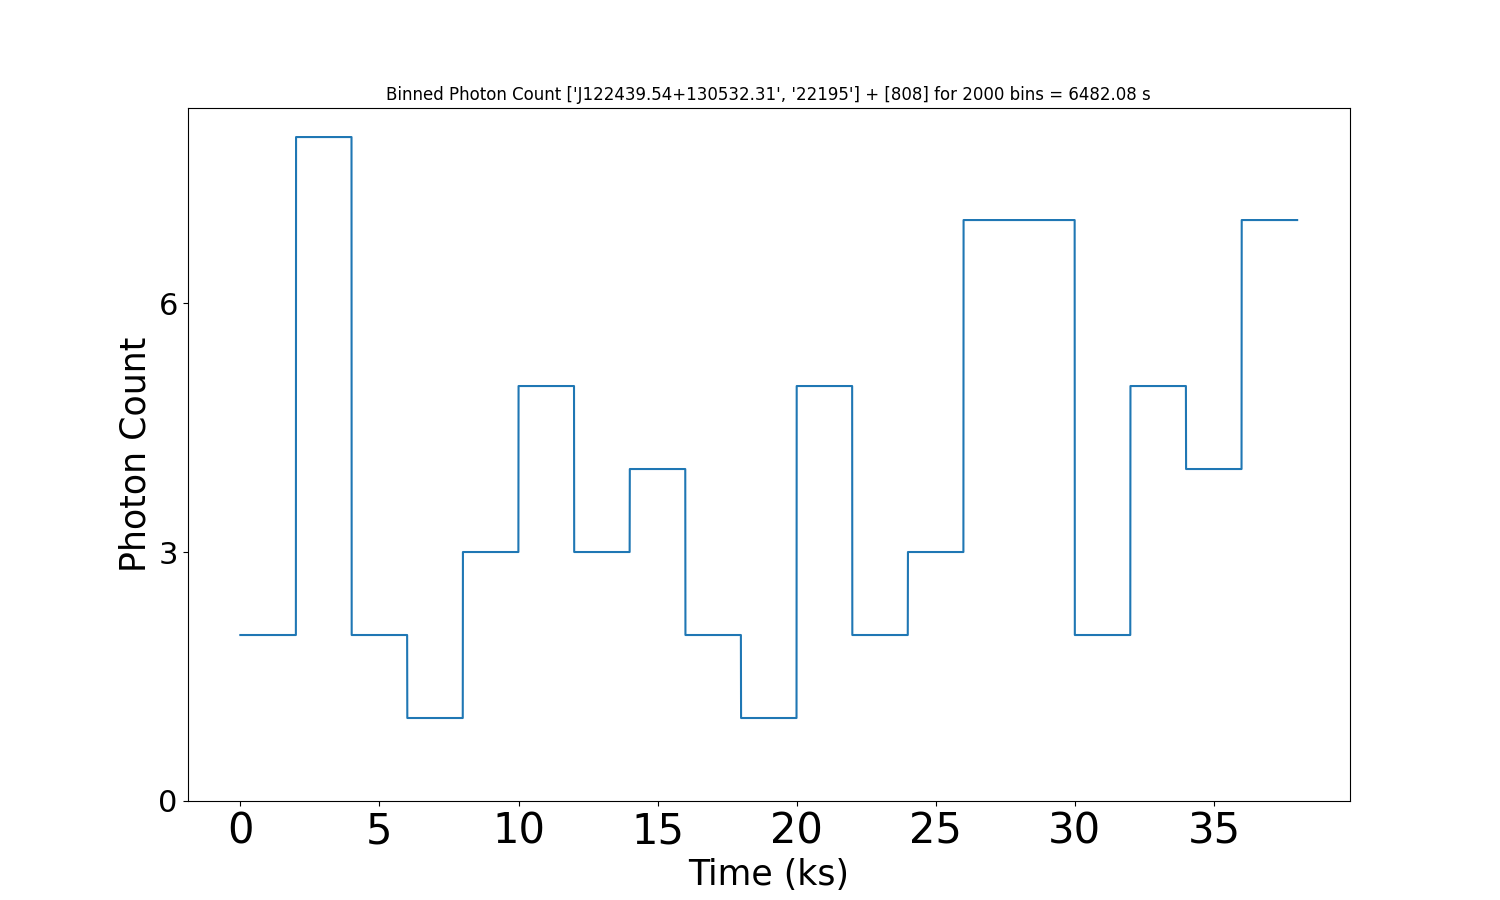 Binned Photon Count ['J122439.54+130532.31', '22195'] + [808] for 2000 bins = 6482.08 s
Photon Count
6
3
0
0 5 10 15 20 25 30 35
Time (ks)